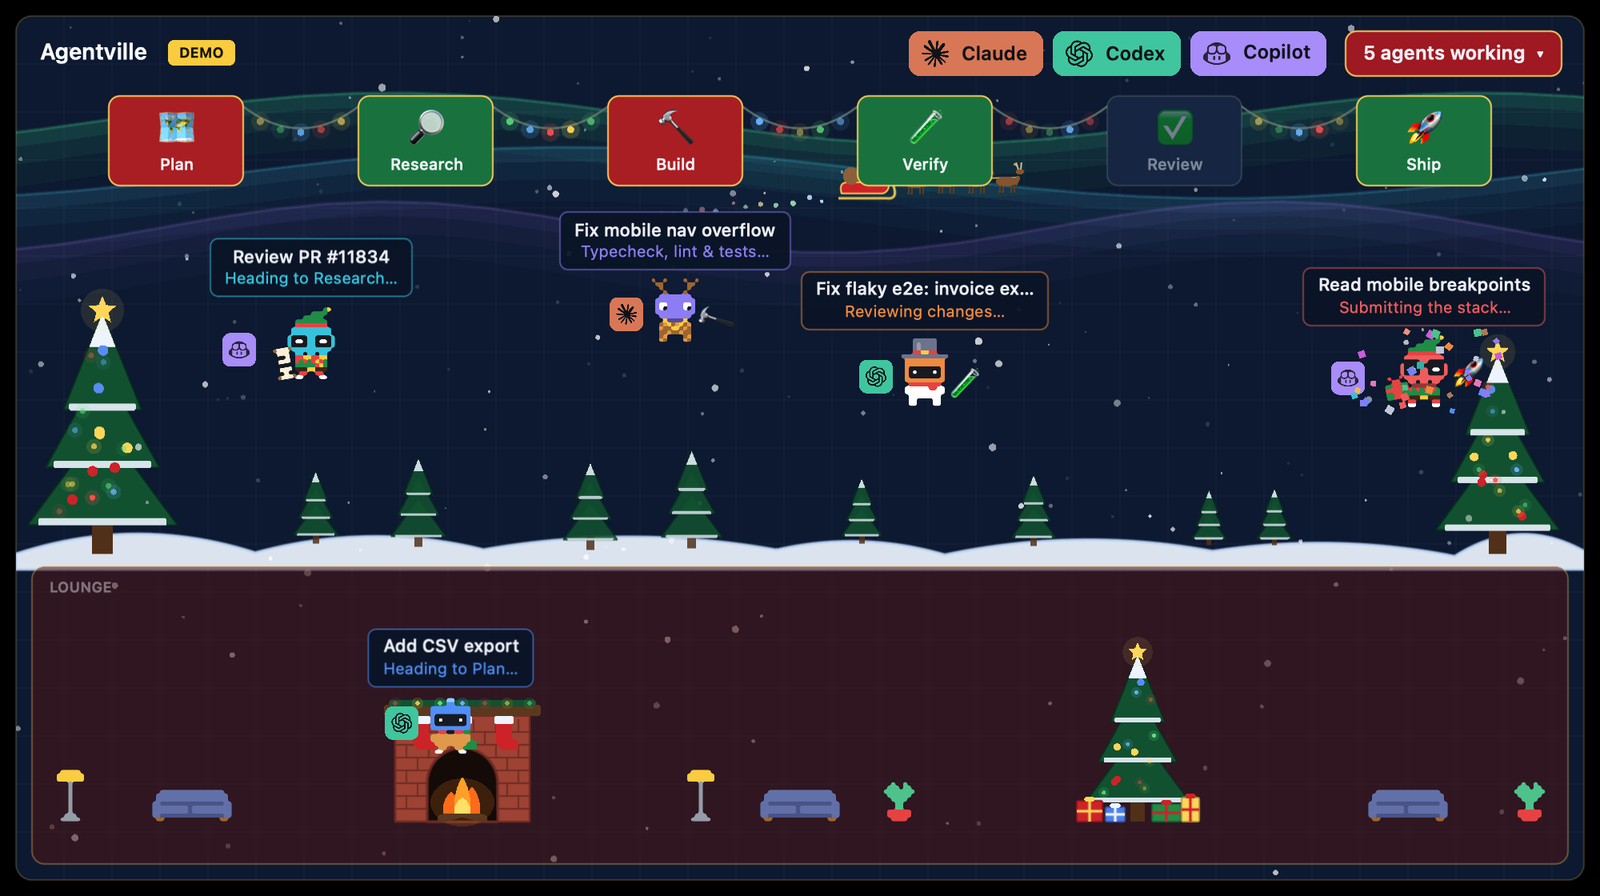 Agentville
DEMO
Claude
Codex
Copilot
5 agents working
Plan
Research
Build
Verify
Review
Ship
Review PR #11834
Heading to Research...
Fix mobile nav overflow
Typecheck, lint & tests...
Fix flaky e2e: invoice ex...
Reviewing changes...
Read mobile breakpoints
Submitting the stack...
LOUNGE
Add CSV export
Heading to Plan...